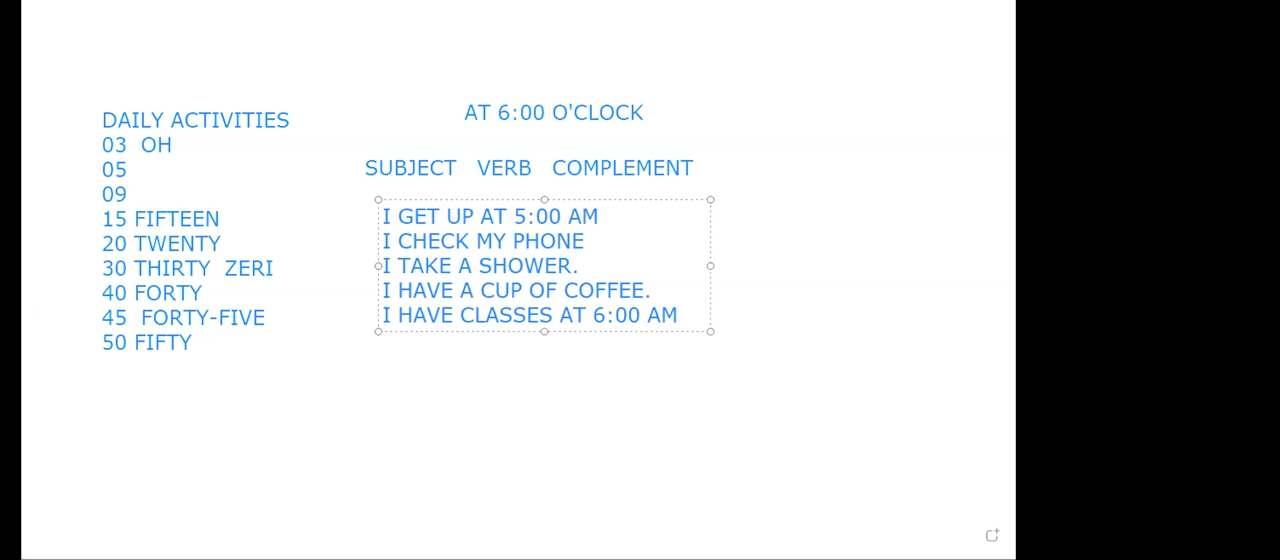 DAILY ACTIVITIES
03 OH
05
09
15 FIFTEEN
20 TWENTY
30 THIRTY ZERI
40 FORTY
45 FORTY-FIVE
50 FIFTY
AT 6:00 O'CLOCK
SUBJECT VERB COMPLEMENT
I GET UP AT 5:00 AM
I CHECK MY PHONE
I TAKE A SHOWER.
I HAVE A CUP OF COFFEE.
I HAVE CLASSES AT 6:00 AM